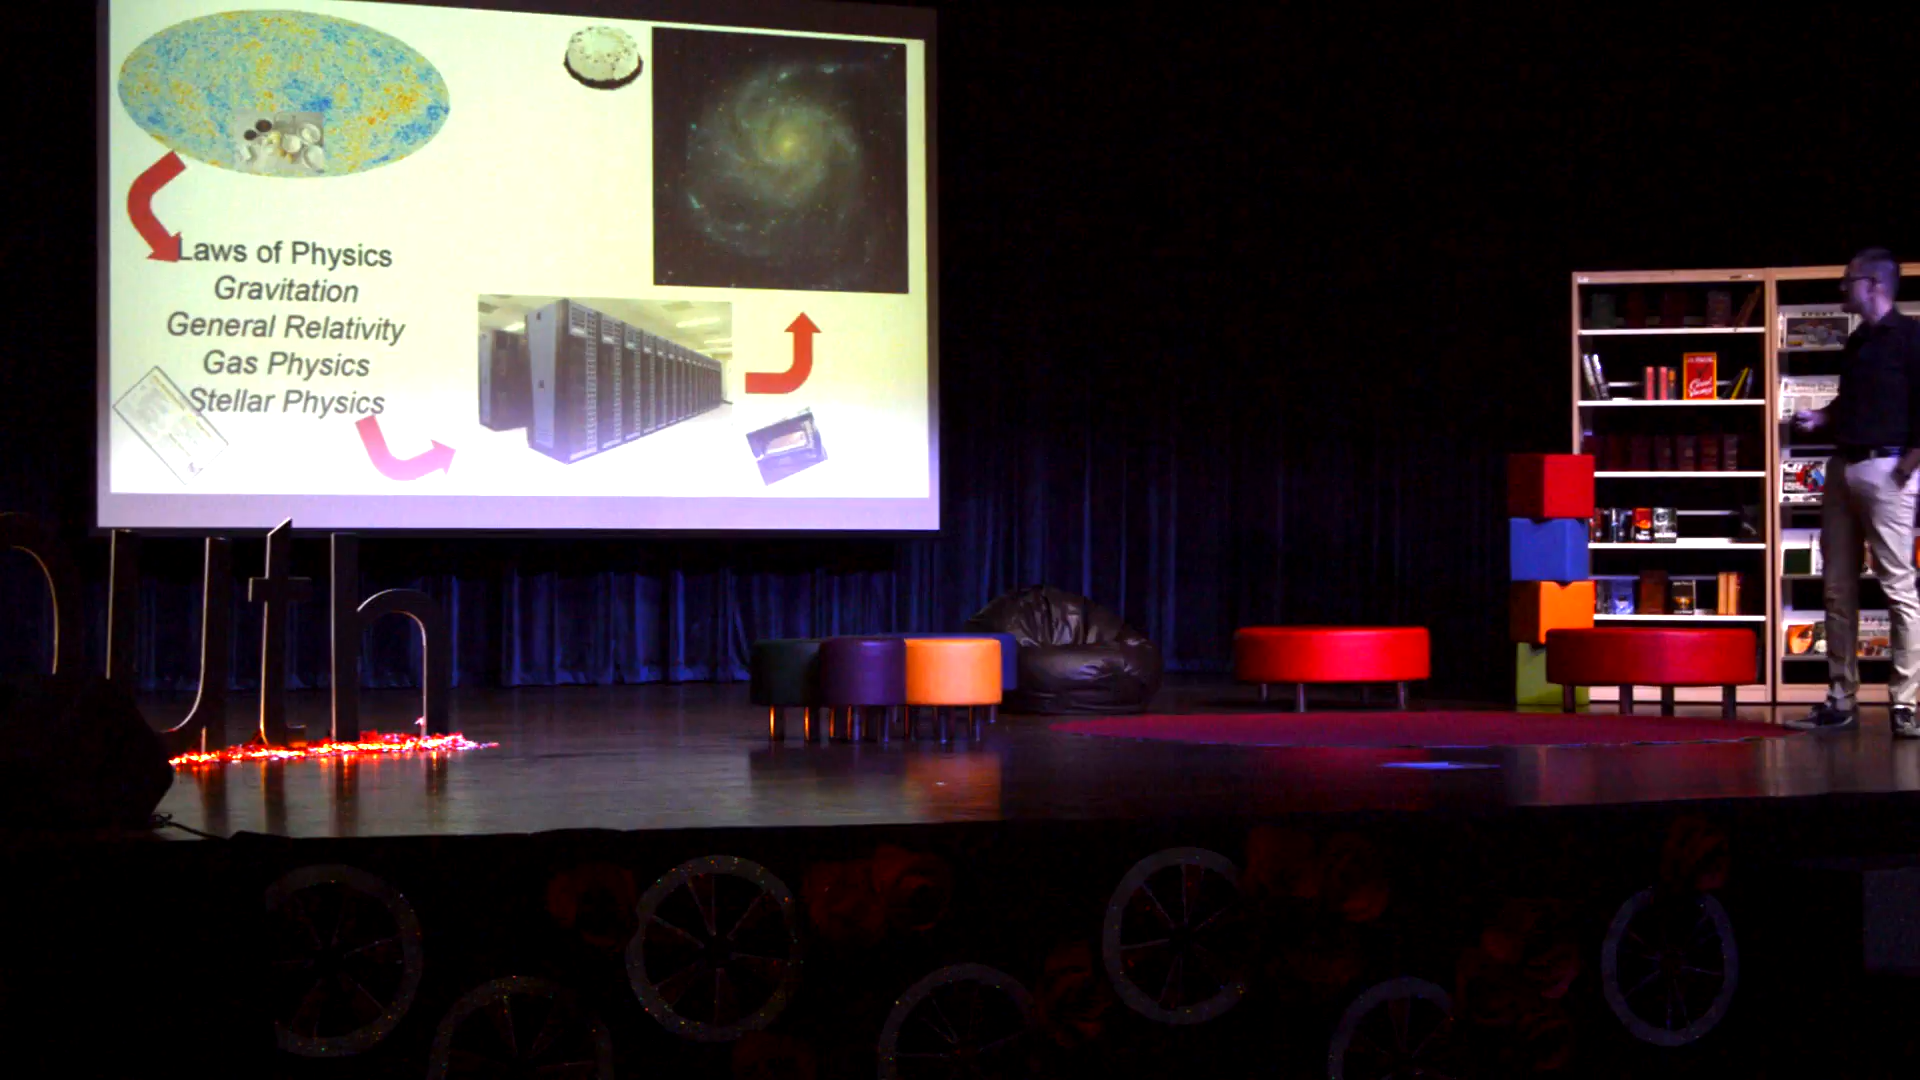 Laws of Physics
Gravitation
General Relativity
Gas Physics
Stellar Physics
uth